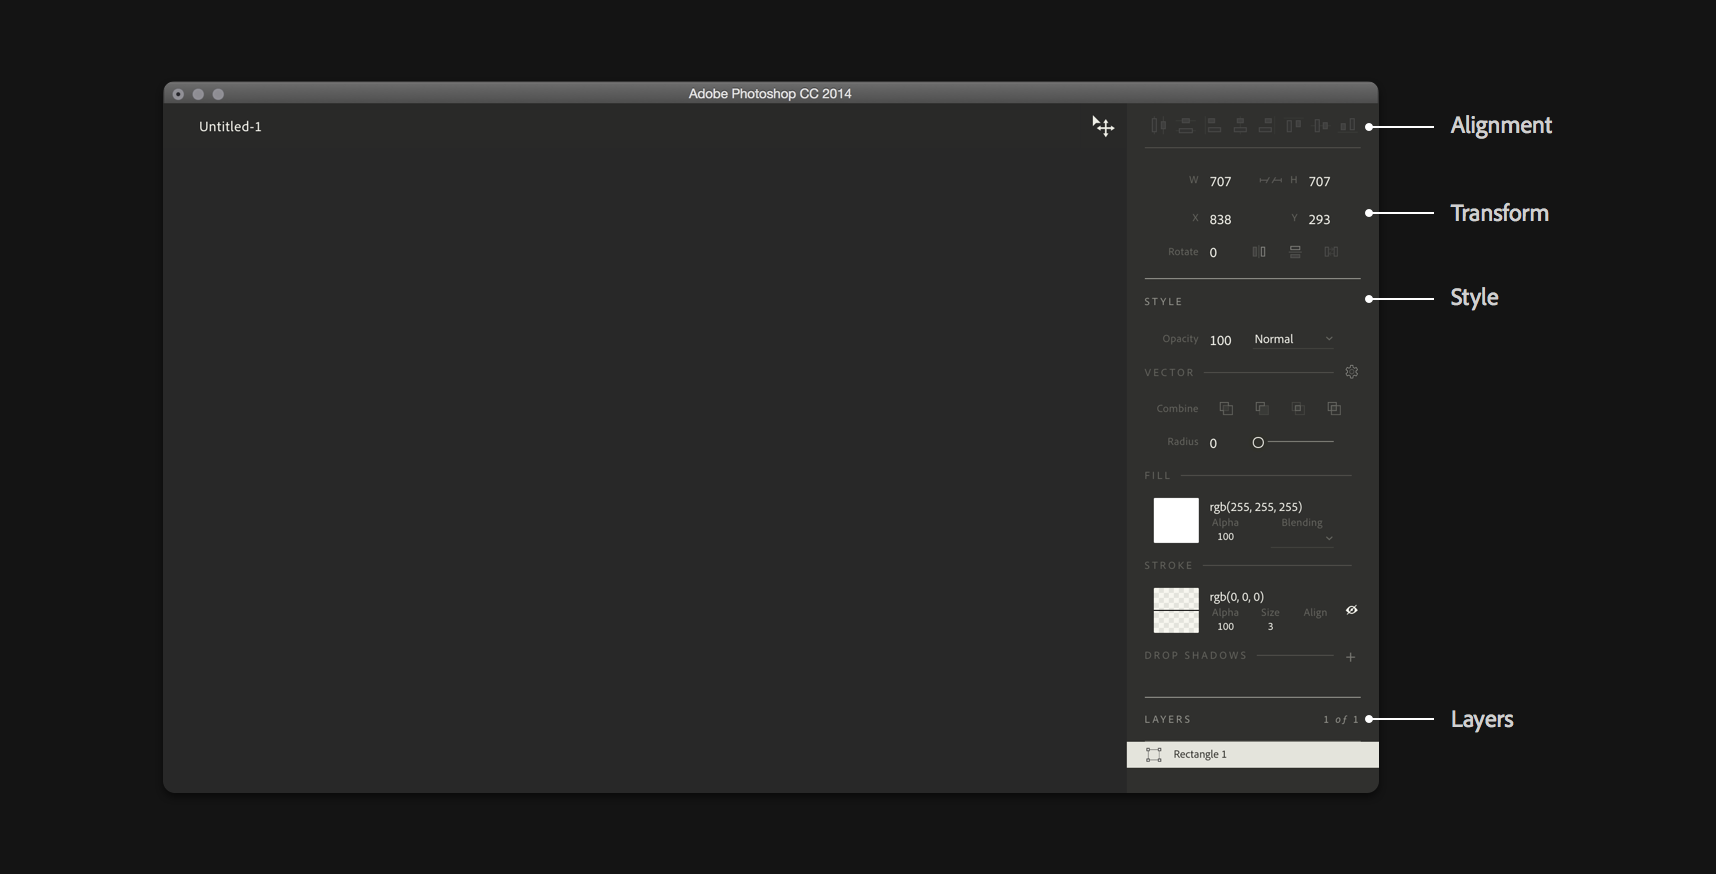 Adobe Photoshop CC 2014
Untitled-1
Alignment
W 707 H 707
X 838 Y 293
Transform
Rotate 0
STYLE
Style
Opacity 100 Normal
VECTOR
Combine
Radius 0
FILL
rgb(255, 255, 255)
Alpha Blending
100
STROKE
rgb(0, 0, 0)
Alpha Size Align
100 3
DROP SHADOWS
LAYERS 1 of 1
Layers
Rectangle 1